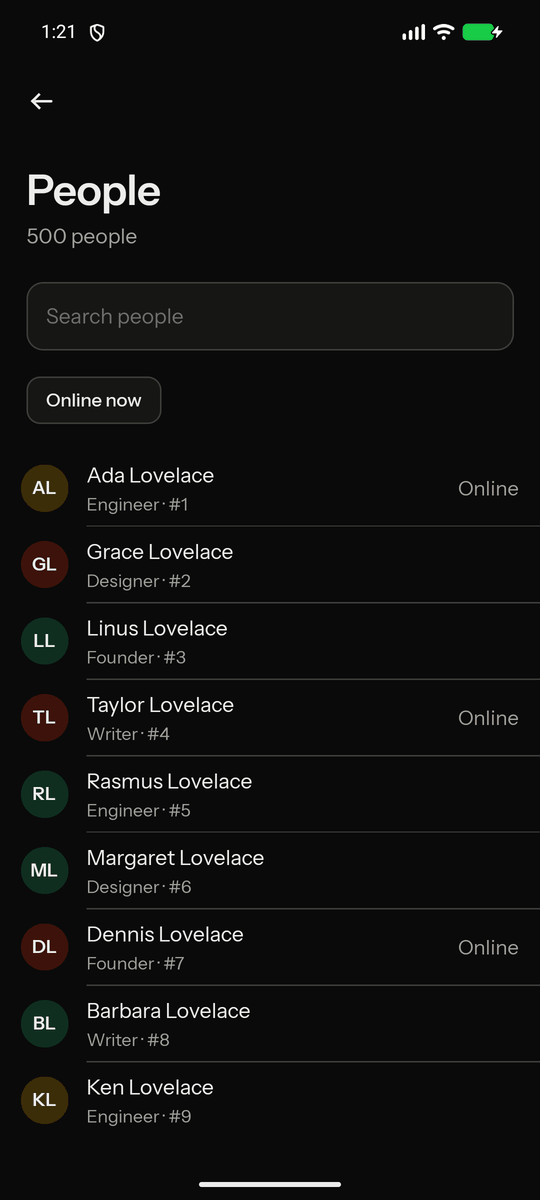 1:21
People
500 people
Search people
Online now
AL
Ada Lovelace
Engineer · #1
Online
GL
Grace Lovelace
Designer · #2
LL
Linus Lovelace
Founder · #3
TL
Taylor Lovelace
Writer · #4
Online
RL
Rasmus Lovelace
Engineer · #5
ML
Margaret Lovelace
Designer · #6
DL
Dennis Lovelace
Founder · #7
Online
BL
Barbara Lovelace
Writer · #8
KL
Ken Lovelace
Engineer · #9